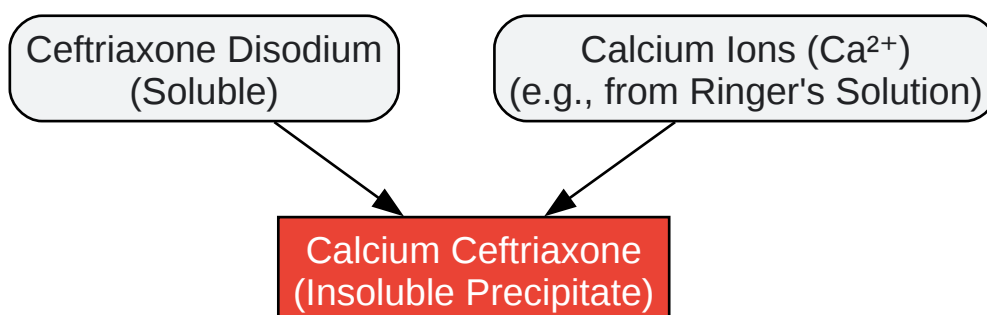 Ceftriaxone Disodium
(Soluble)
Calcium Ions (Ca²⁺)
(e.g., from Ringer's Solution)
Calcium Ceftriaxone
(Insoluble Precipitate)